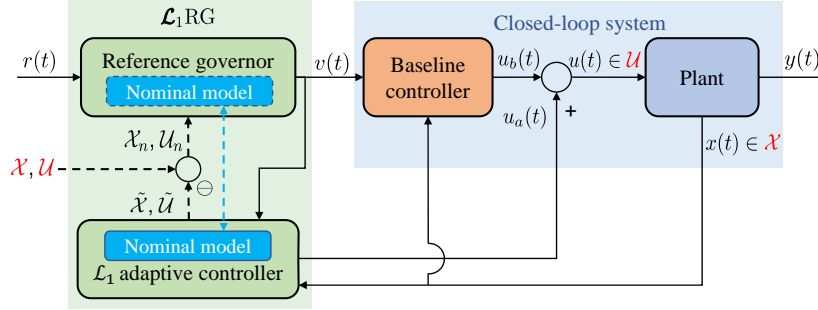 𝓛₁RG
Closed-loop system
r(t)
Reference governor
Nominal model
v(t)
Baseline
controller
u_b(t)
u(t) ∈ 𝒰
Plant
y(t)
u_a(t)
+
𝒳_n, 𝒰_n
x(t) ∈ 𝒳
𝒳, 𝒰
⊖
𝒳̃, 𝒰̃
Nominal model
ℒ₁ adaptive controller